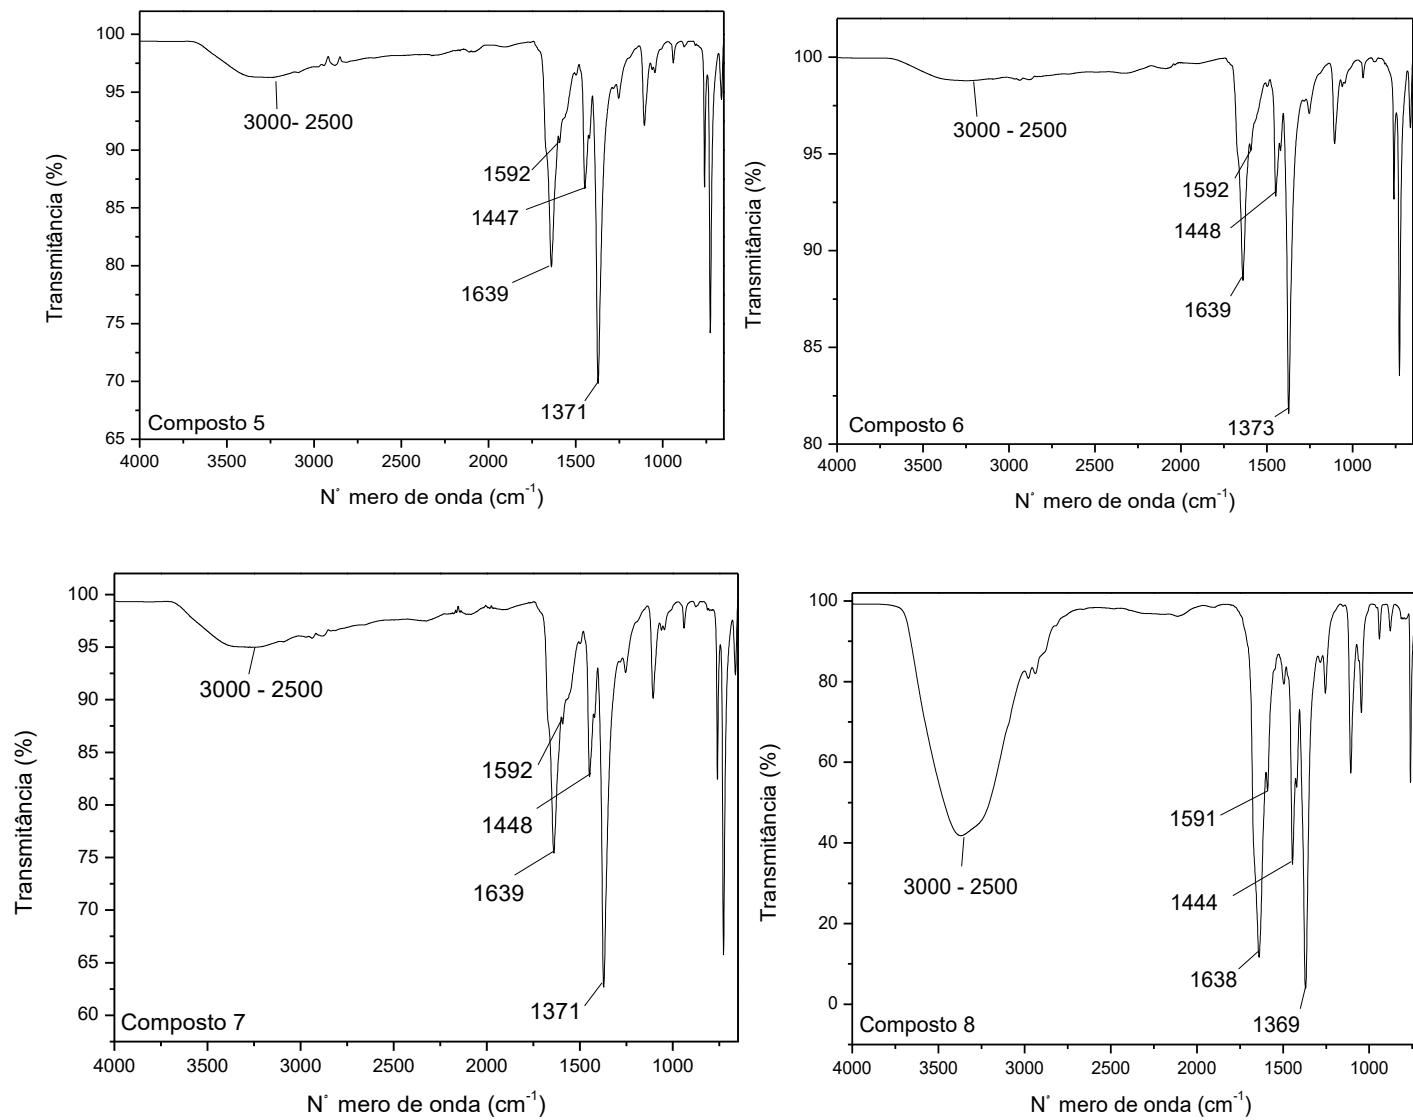 100
95
90
85
80
75
70
65
Transmitância (%)
3000- 2500
1592
1447
1639
1371
Composto 5
4000 3500 3000 2500 2000 1500 1000
N˚ mero de onda (cm-1)
100
95
90
85
80
Transmitância (%)
3000 - 2500
1592
1448
1639
1373
Composto 6
4000 3500 3000 2500 2000 1500 1000
N˚ mero de onda (cm-1)
100
95
90
85
80
75
70
65
60
Transmitância (%)
3000 - 2500
1592
1448
1639
1371
Composto 7
4000 3500 3000 2500 2000 1500 1000
N˚ mero de onda (cm-1)
100
80
60
40
20
0
Transmitância (%)
3000 - 2500
1591
1444
1638
1369
Composto 8
4000 3500 3000 2500 2000 1500 1000
N˚ mero de onda (cm-1)